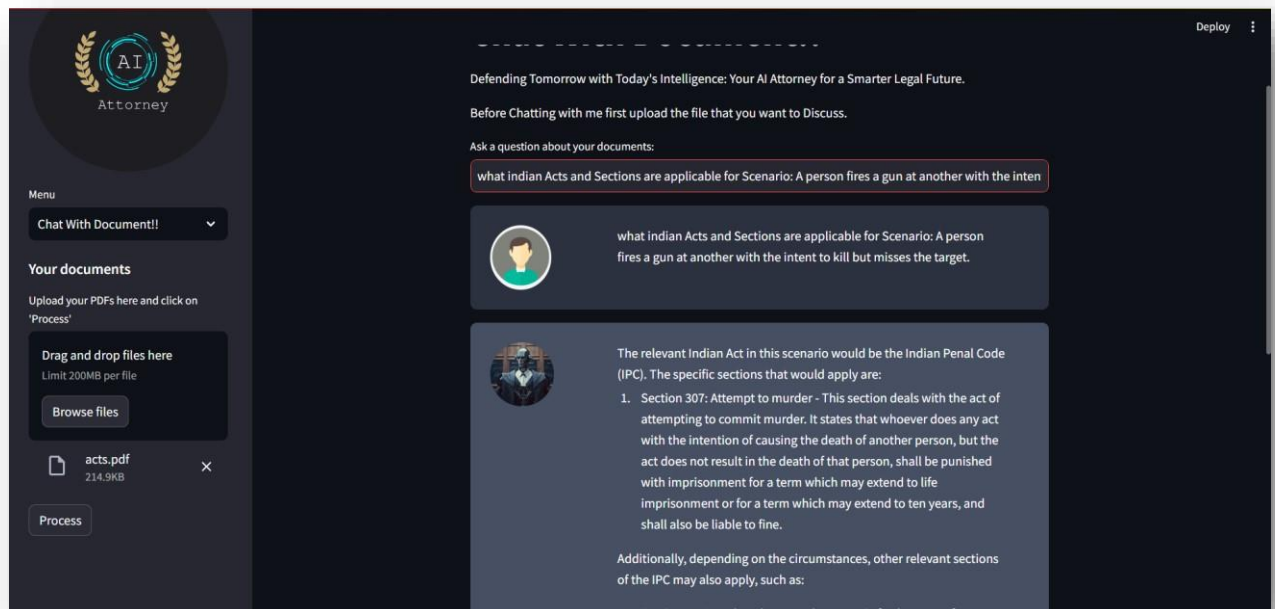 AI
Attorney
Menu
Chat With Document!!
Your documents
Upload your PDFs here and click on
'Process'
Drag and drop files here
Limit 200MB per file
Browse files
acts.pdf
214.9KB
Process
Deploy
Defending Tomorrow with Today's Intelligence: Your AI Attorney for a Smarter Legal Future.
Before Chatting with me first upload the file that you want to Discuss.
Ask a question about your documents:
what indian Acts and Sections are applicable for Scenario: A person fires a gun at another with the inten
what indian Acts and Sections are applicable for Scenario: A person
fires a gun at another with the intent to kill but misses the target.
The relevant Indian Act in this scenario would be the Indian Penal Code
(IPC). The specific sections that would apply are:
1. Section 307: Attempt to murder - This section deals with the act of
attempting to commit murder. It states that whoever does any act
with the intention of causing the death of another person, but the
act does not result in the death of that person, shall be punished
with imprisonment for a term which may extend to life
imprisonment or for a term which may extend to ten years, and
shall also be liable to fine.
Additionally, depending on the circumstances, other relevant sections
of the IPC may also apply, such as: